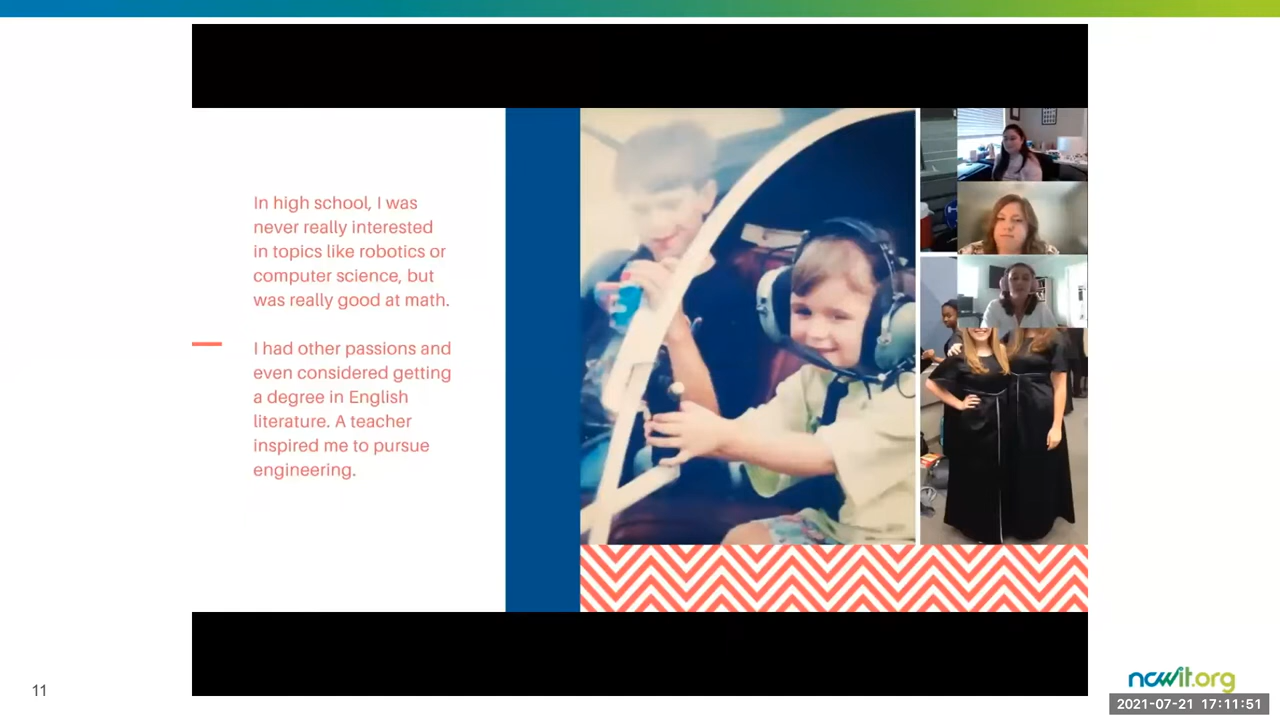 In high school, I was
never really interested
in topics like robotics or
computer science, but
was really good at math.
I had other passions and
even considered getting
a degree in English
literature. A teacher
inspired me to pursue
engineering.
11
ncwit.org
2021-07-21 17:11:51